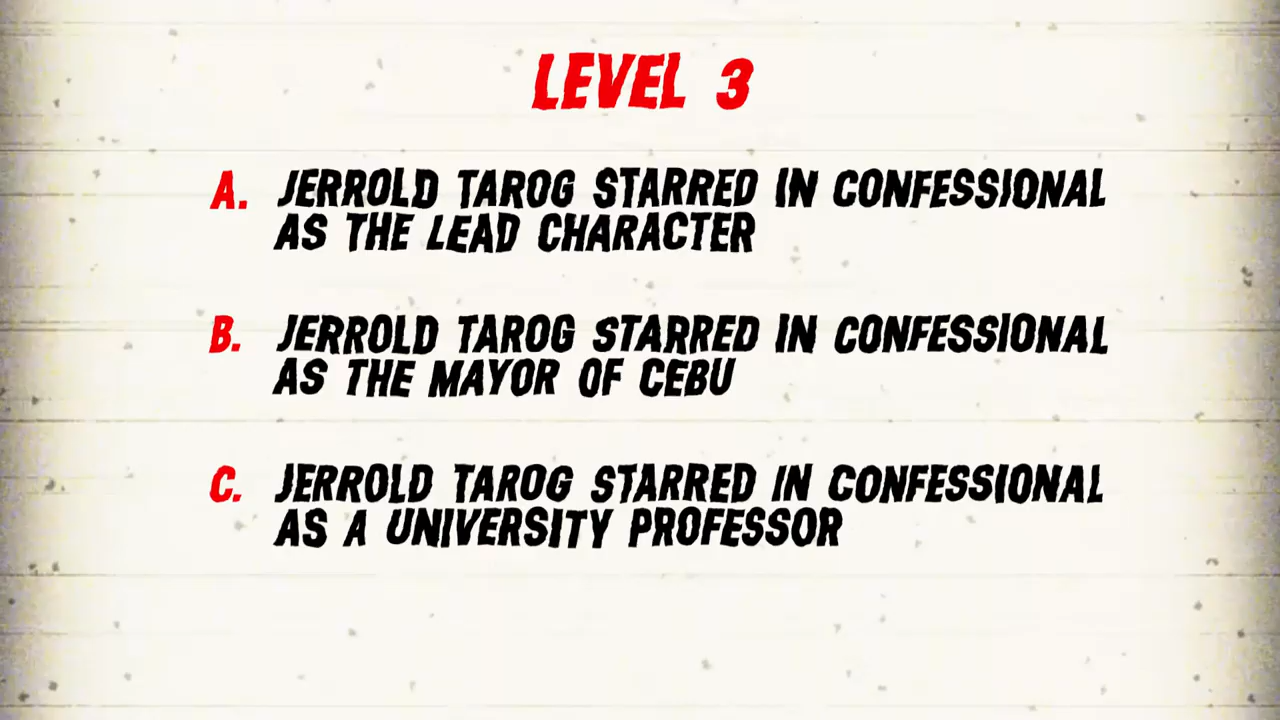 LEVEL 3
A. JERROLD TAROG STARRED IN CONFESSIONAL
AS THE LEAD CHARACTER
B. JERROLD TAROG STARRED IN CONFESSIONAL
AS THE MAYOR OF CEBU
C. JERROLD TAROG STARRED IN CONFESSIONAL
AS A UNIVERSITY PROFESSOR